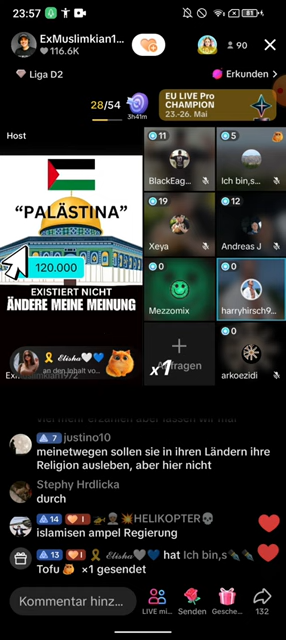 23:57
81
ExMuslimkian1...
116.6K
90
Liga D2
Erkunden >
28/54
3h41m
EU LIVE Pro
CHAMPION
23.-26. Mai
Host
11
BlackEag...
5
Ich bin,s...
"PALÄSTINA"
120.000
EXISTIERT NICHT
ÄNDERE MEINE MEINUNG
19
Xeya
12
Andreas J
0
Mezzomix
0
harryhirsch9...
Elisha
an den Inhalt vo...
x1
Anfragen
0
arkoezidi
7 justino10
meinetwegen sollen sie in ihren Ländern ihre
Religion ausleben, aber hier nicht
Stephy Hrdlicka
durch
14 1 HELIKOPTER
islamisen ampel Regierung
13 1 Elisha hat Ich bin,s
Tofu ×1 gesendet
Kommentar hinz...
LIVE mi...
Senden
Gesche...
132